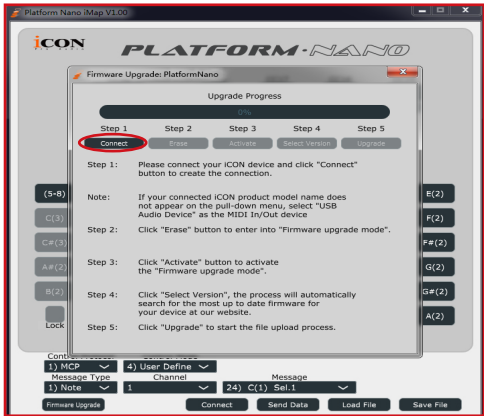 Platform Nano iMap V1.00
iCON
PLATFORM·NANO
Firmware Upgrade: PlatformNano
Upgrade Progress
0%
Step 1 Step 2 Step 3 Step 4 Step 5
Connect Erase Activate Select Version Upgrade
Step 1: Please connect your iCON device and click "Connect"
button to create the connection.
Note: If your connected iCON product model name does
not appear on the pull-down menu, select "USB
Audio Device" as the MIDI In/Out device
Step 2: Click "Erase" button to enter into "Firmware upgrade mode".
Step 3: Click "Activate" button to activate
the "Firmware upgrade mode".
Step 4: Click "Select Version", the process will automatically
search for the most up to date firmware for
your device at our website.
Step 5: Click "Upgrade" to start the file upload process.
(5-8) E(2)
C(3) F(2)
C#(3) F#(2)
A#(2) G(2)
B(2) G#(2)
Lock A(2)
1) MCP 4) User Define
Message Type Channel Message
1) Note 1 24) C(1) Sel.1
Firmware Upgrade Connect Send Data Load File Save File